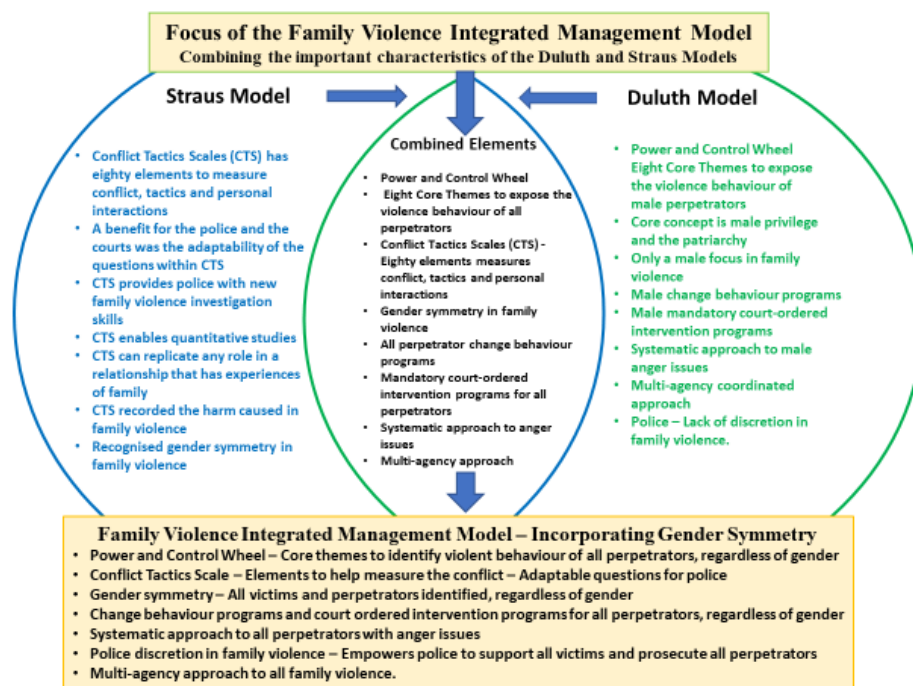 Focus of the Family Violence Integrated Management Model
Combining the important characteristics of the Duluth and Straus Models
Straus Model
• Conflict Tactics Scales (CTS) has
eighty elements to measure
conflict, tactics and personal
interactions
• A benefit for the police and the
courts was the adaptability of the
questions within CTS
• CTS provides police with new
family violence investigation
skills
• CTS enables quantitative studies
• CTS can replicate any role in a
relationship that has experiences
of family
• CTS recorded the harm caused in
family violence
• Recognised gender symmetry in
family violence
Combined Elements
• Power and Control Wheel
• Eight Core Themes to expose the
violence behaviour of all
perpetrators
• Conflict Tactics Scales (CTS) -
Eighty elements measures
conflict, tactics and personal
interactions
• Gender symmetry in family
violence
• All perpetrator change behaviour
programs
• Mandatory court-ordered
intervention programs for all
perpetrators
• Systematic approach to anger
issues
• Multi-agency approach
Duluth Model
• Power and Control Wheel
Eight Core Themes to expose
the violence behaviour of
male perpetrators
• Core concept is male privilege
and the patriarchy
• Only a male focus in family
violence
• Male change behaviour programs
• Male mandatory court-ordered
intervention programs
• Systematic approach to male
anger issues
• Multi-agency coordinated
approach
• Police – Lack of discretion in
family violence.
Family Violence Integrated Management Model – Incorporating Gender Symmetry
• Power and Control Wheel – Core themes to identify violent behaviour of all perpetrators, regardless of gender
• Conflict Tactics Scale – Elements to help measure the conflict – Adaptable questions for police
• Gender symmetry – All victims and perpetrators identified, regardless of gender
• Change behaviour programs and court ordered intervention programs for all perpetrators, regardless of gender
• Systematic approach to all perpetrators with anger issues
• Police discretion in family violence – Empowers police to support all victims and prosecute all perpetrators
• Multi-agency approach to all family violence.